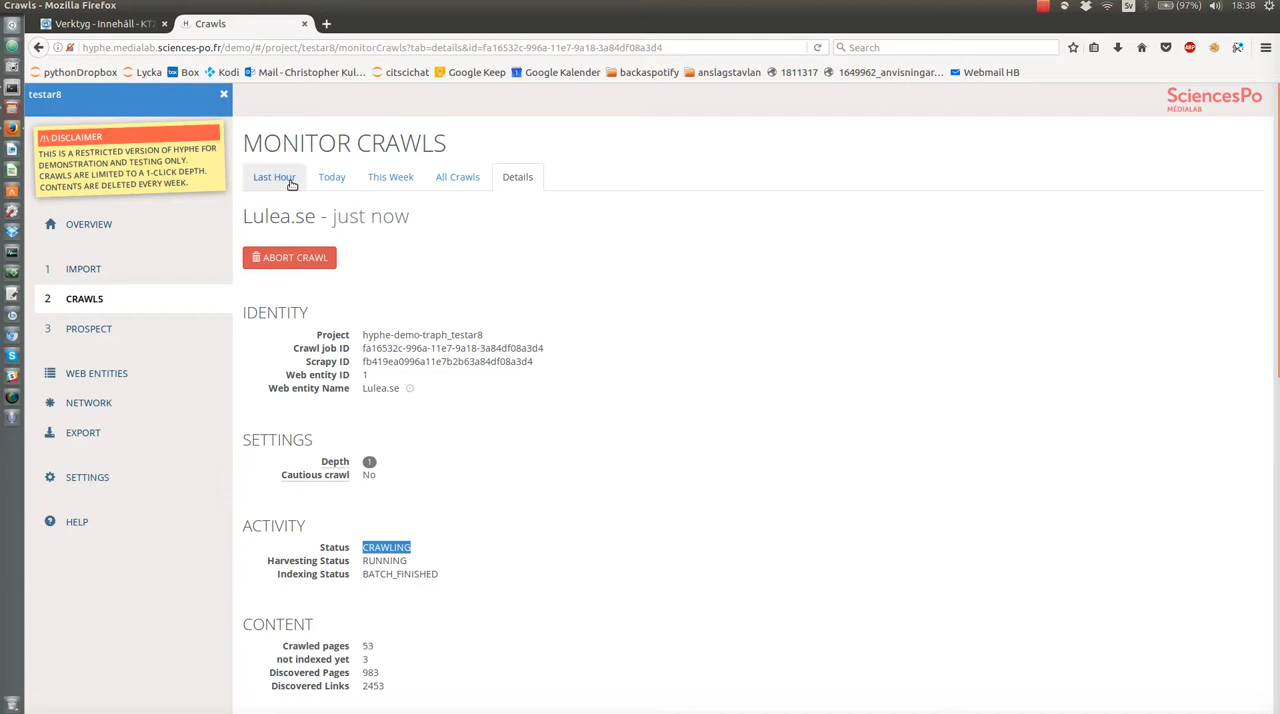 Crawls - Mozilla Firefox
Sv
(97%)
18:38
Verktyg - Innehåll - KT2
Crawls
hyphe.medialab.sciences-po.fr/demo/#/project/testar8/monitorCrawls?tab=details&id=fa16532c-996a-11e7-9a18-3a84df08a3d4
Search
ABP
pythonDropbox
Lycka
Box
Kodi
Mail - Christopher Kul...
citscichat
Google Keep
Google Kalender
backaspotify
anslagstavlan
1811317
1649962_anvisningar...
Webmail HB
testar8
SciencesPo
MÉDIALAB
/!\ DISCLAIMER
THIS IS A RESTRICTED VERSION OF HYPHE FOR
DEMONSTRATION AND TESTING ONLY.
CRAWLS ARE LIMITED TO A 1-CLICK DEPTH.
CONTENTS ARE DELETED EVERY WEEK.
OVERVIEW
1 IMPORT
2 CRAWLS
3 PROSPECT
WEB ENTITIES
NETWORK
EXPORT
SETTINGS
HELP
MONITOR CRAWLS
Last Hour
Today
This Week
All Crawls
Details
Lulea.se - just now
ABORT CRAWL
IDENTITY
Project hyphe-demo-traph_testar8
Crawl job ID fa16532c-996a-11e7-9a18-3a84df08a3d4
Scrapy ID fb419ea0996a11e7b2b63a84df08a3d4
Web entity ID 1
Web entity Name Lulea.se
SETTINGS
Depth 1
Cautious crawl No
ACTIVITY
Status CRAWLING
Harvesting Status RUNNING
Indexing Status BATCH_FINISHED
CONTENT
Crawled pages 53
not indexed yet 3
Discovered Pages 983
Discovered Links 2453